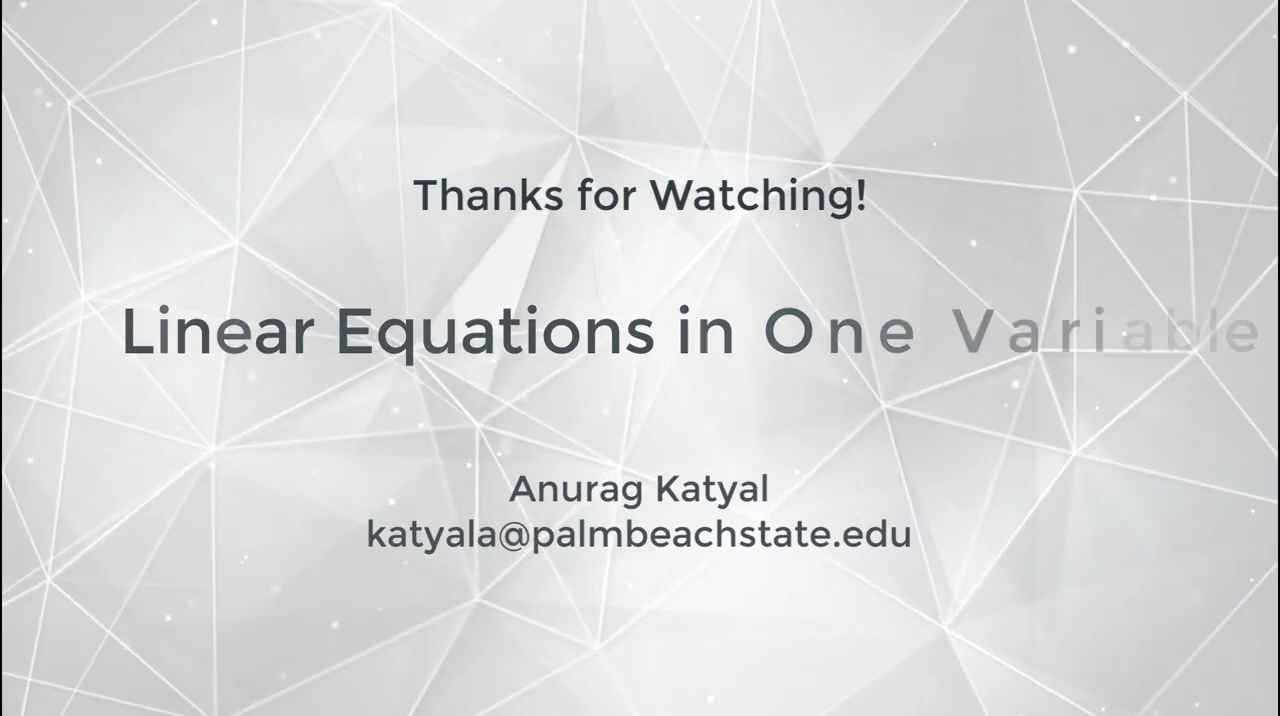 Thanks for Watching!
Linear Equations in One Variable
Anurag Katyal
katyala@palmbeachstate.edu